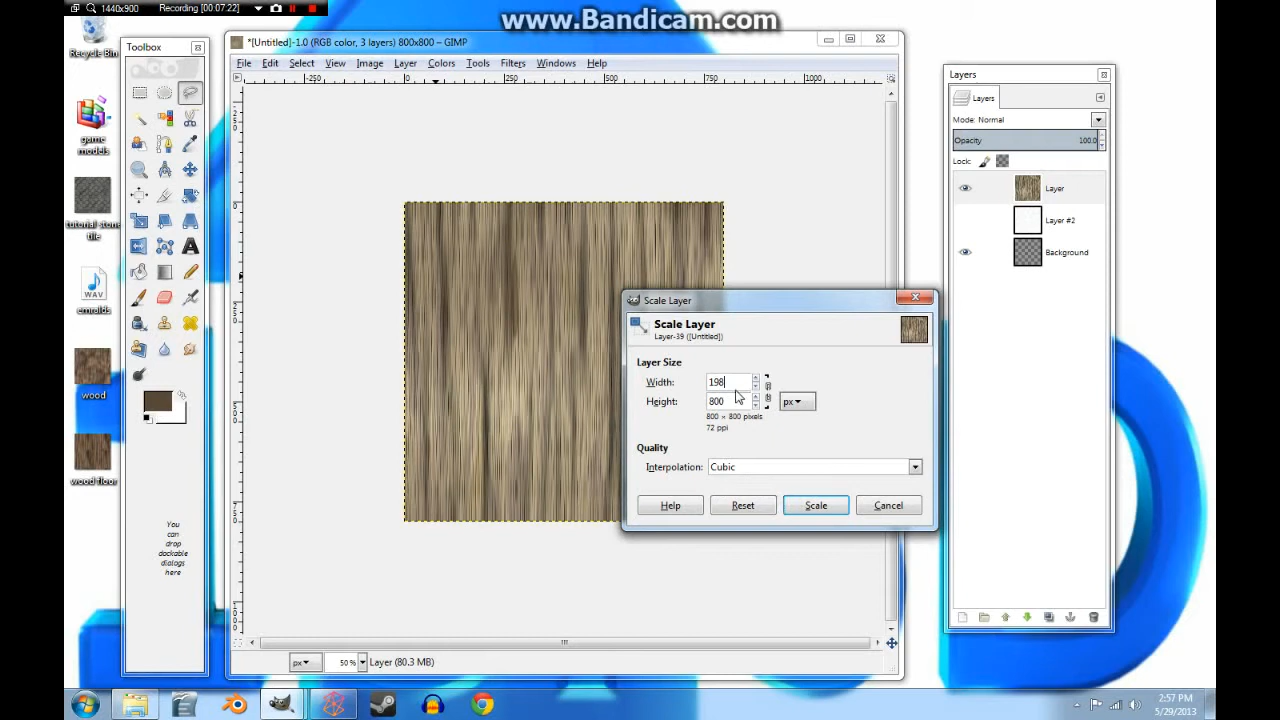 1440x900
Recording [00:07:22]
www.Bandicam.com
Recycle Bin
Toolbox
*[Untitled]-1.0 (RGB color, 3 layers) 800x800 – GIMP
File Edit Select View Image Layer Colors Tools Filters Windows Help
-250 0 250 500 750 1000
Layers
Layers
Mode: Normal
Opacity 100.0
Lock:
Layer
Layer #2
Background
game
models
tutorial stone
tile
WAV
emralds
wood
wood floor
You
can
drop
dockable
dialogs
here
Scale Layer
Scale Layer
Layer-39 ([Untitled])
Layer Size
Width: 198
Height: 800 px
800 × 800 pixels
72 ppi
Quality
Interpolation: Cubic
Help Reset Scale Cancel
px 50% Layer (80.3 MB)
2:57 PM
5/29/2013